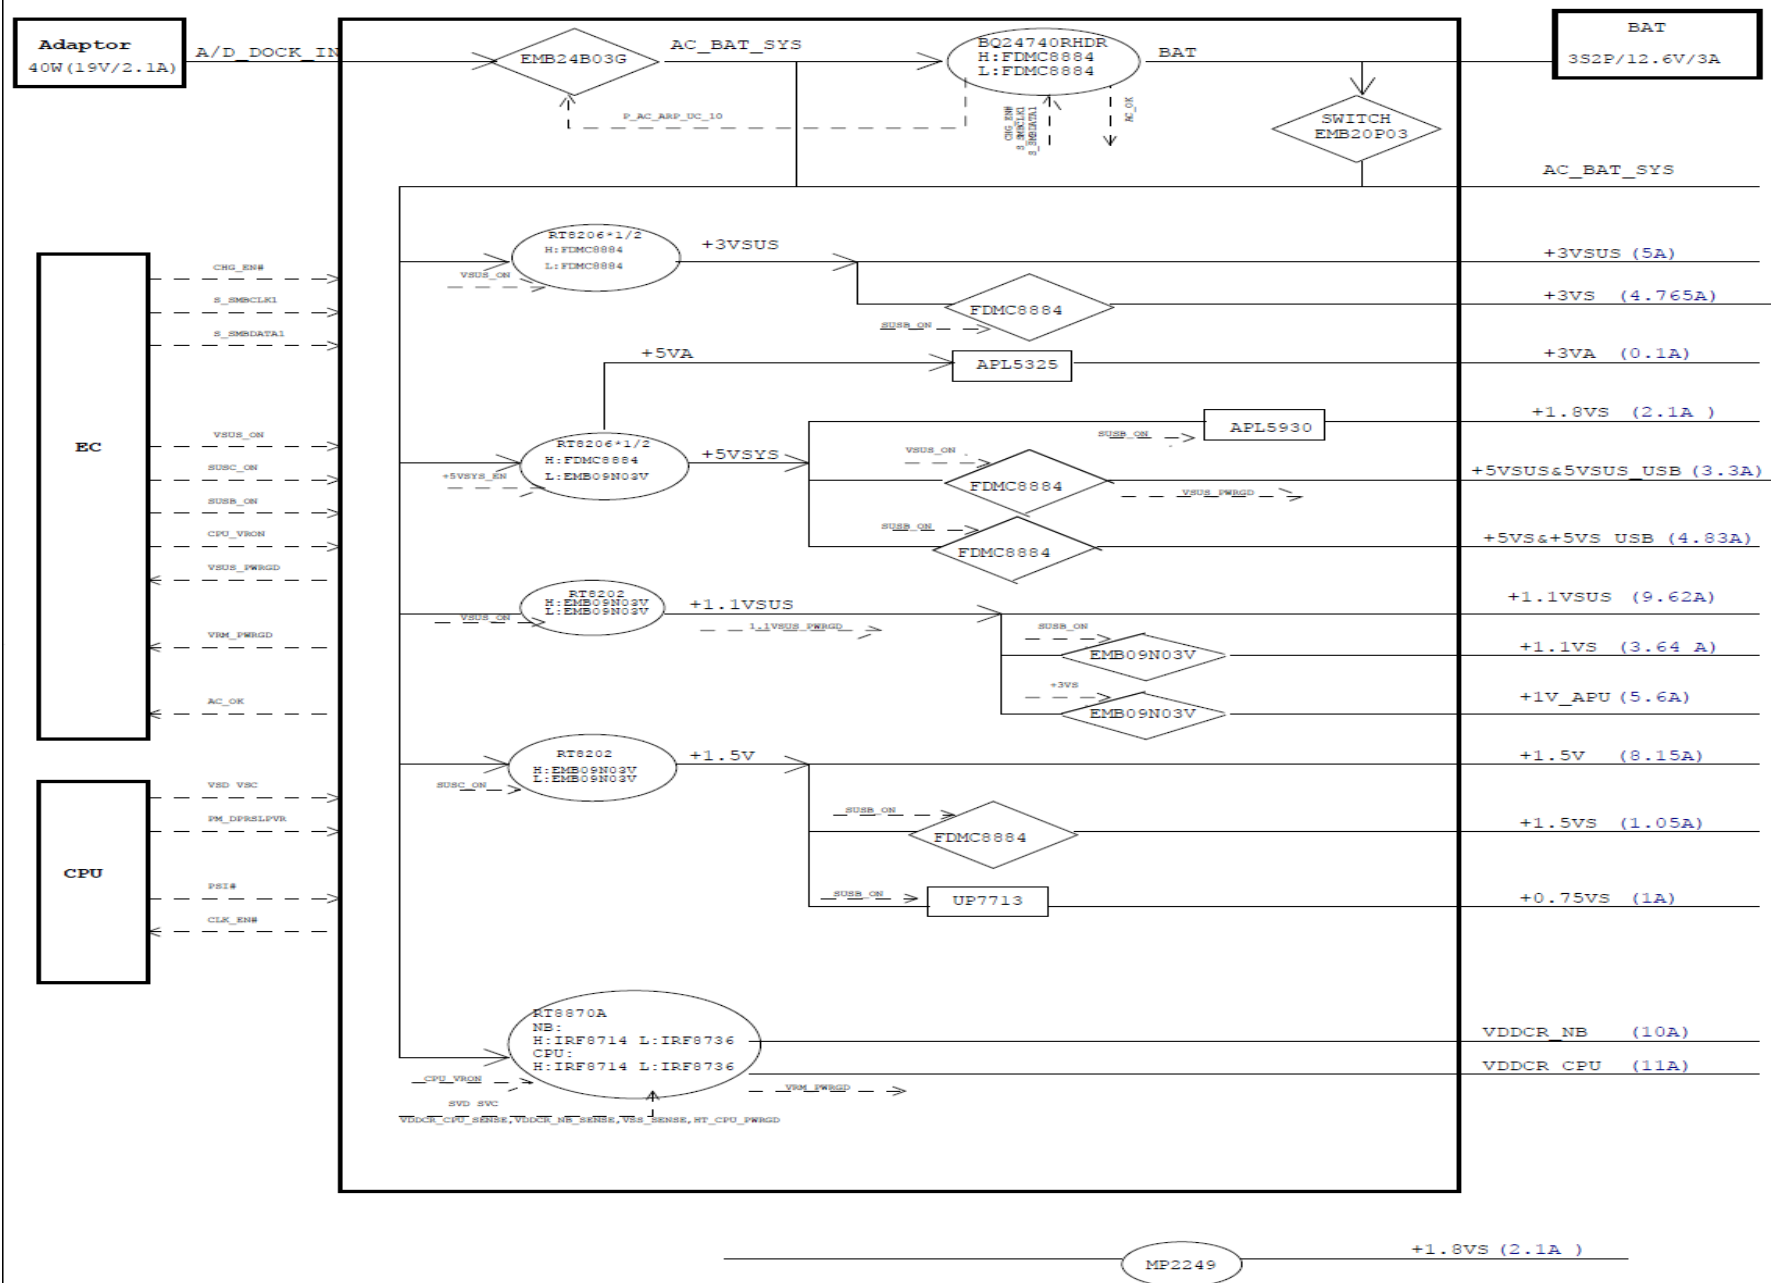 Adaptor
40W(19V/2.1A)
A/D_DOCK_IN
EMB24B03G
AC_BAT_SYS
BQ24740RHDR
H:FDMC8884
L:FDMC8884
BAT
BAT
3S2P/12.6V/3A
P_AC_ARP_UC_10
CHG_EN#
S_SMBCLK1
S_SMBDATA1
AC_OK
SWITCH
EMB20P03
AC_BAT_SYS
RT8206*1/2
H:FDMC8884
L:FDMC8884
VSUS_ON
+3VSUS
+3VSUS (5A)
FDMC8884
SUSB_ON
+3VS (4.765A)
+5VA
APL5325
+3VA (0.1A)
RT8206*1/2
H:FDMC8884
L:EMB09N03V
+5VSYS_EN
+5VSYS
SUSB_ON
APL5930
+1.8VS (2.1A )
VSUS_ON
FDMC8884
VSUS_PWRGD
+5VSUS&5VSUS_USB (3.3A)
SUSB_ON
FDMC8884
+5VS&+5VS USB (4.83A)
RT8202
H:EMB09N03V
L:EMB09N03V
VSUS_ON
+1.1VSUS
1.1VSUS_PWRGD
+1.1VSUS (9.62A)
SUSB_ON
EMB09N03V
+1.1VS (3.64 A)
+3VS
EMB09N03V
+1V_APU (5.6A)
RT8202
H:EMB09N03V
L:EMB09N03V
SUSC_ON
+1.5V
+1.5V (8.15A)
SUSB_ON
FDMC8884
+1.5VS (1.05A)
SUSB_ON
UP7713
+0.75VS (1A)
RT8870A
NB:
H:IRF8714 L:IRF8736
CPU:
H:IRF8714 L:IRF8736
CPU_VRON
SVD SVC
VDDCR_CPU_SENSE,VDDCR_NB_SENSE,VSS_SENSE,HT_CPU_PWRGD
VRM_PWRGD
VDDCR_NB (10A)
VDDCR CPU (11A)
EC
CHG_EN#
S_SMBCLK1
S_SMBDATA1
VSUS_ON
SUSC_ON
SUSB_ON
CPU_VRON
VSUS_PWRGD
VRM_PWRGD
AC_OK
CPU
VSD VSC
PM_DPRSLPVR
PSI#
CLK_EN#
MP2249
+1.8VS (2.1A )